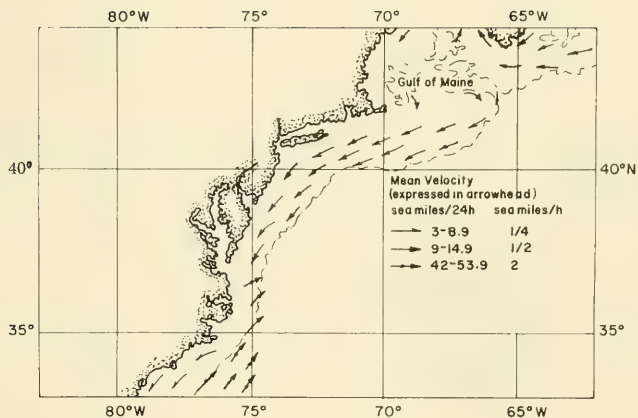 80°W 75° 70° 65°W
Gulf of Maine
40° 40°N
Mean Velocity
(expressed in arrowhead)
sea miles/24h sea miles/h
3-8.9 1/4
9-14.9 1/2
42-53.9 2
35° 35°
80°W 75° 70° 65°W